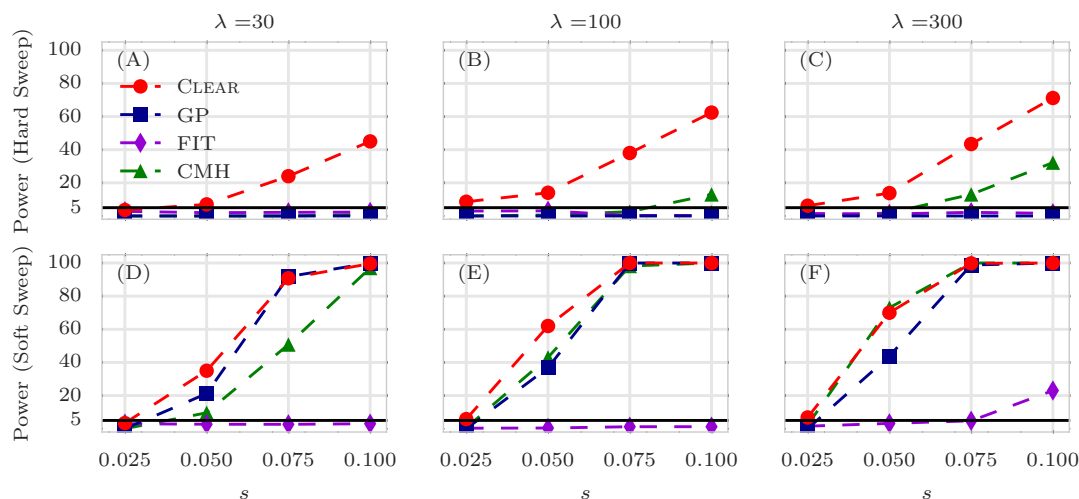 λ =30
λ =100
λ =300
Power (Hard Sweep)
100
80
60
40
20
5
(A)
CLEAR
GP
FIT
CMH
(B)
(C)
Power (Soft Sweep)
100
80
60
40
20
5
(D)
(E)
(F)
0.025 0.050 0.075 0.100
0.025 0.050 0.075 0.100
0.025 0.050 0.075 0.100
s
s
s